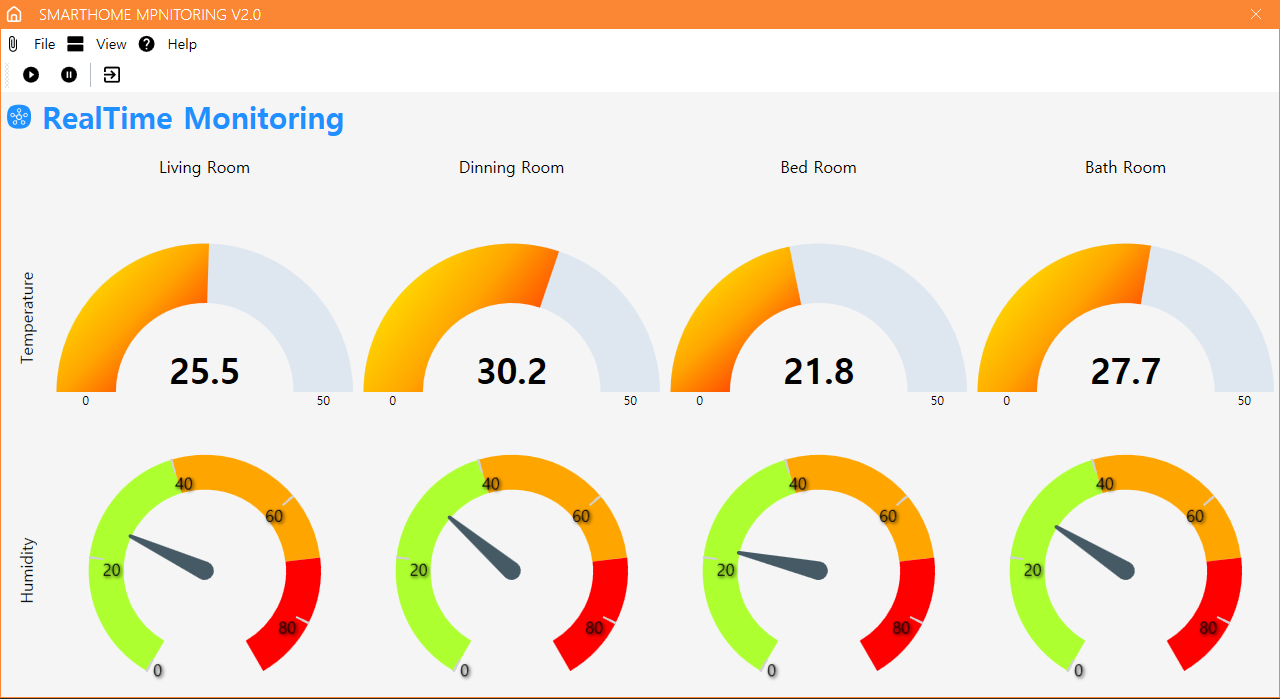 SMARTHOME MPNITORING V2.0
File View Help
RealTime Monitoring
Living Room Dinning Room Bed Room Bath Room
Temperature
25.5 30.2 21.8 27.7
0 50 0 50 0 50 0 50
Humidity
40 40 40 40
60 60 60 60
20 20 20 20
80 80 80 80
0 0 0 0